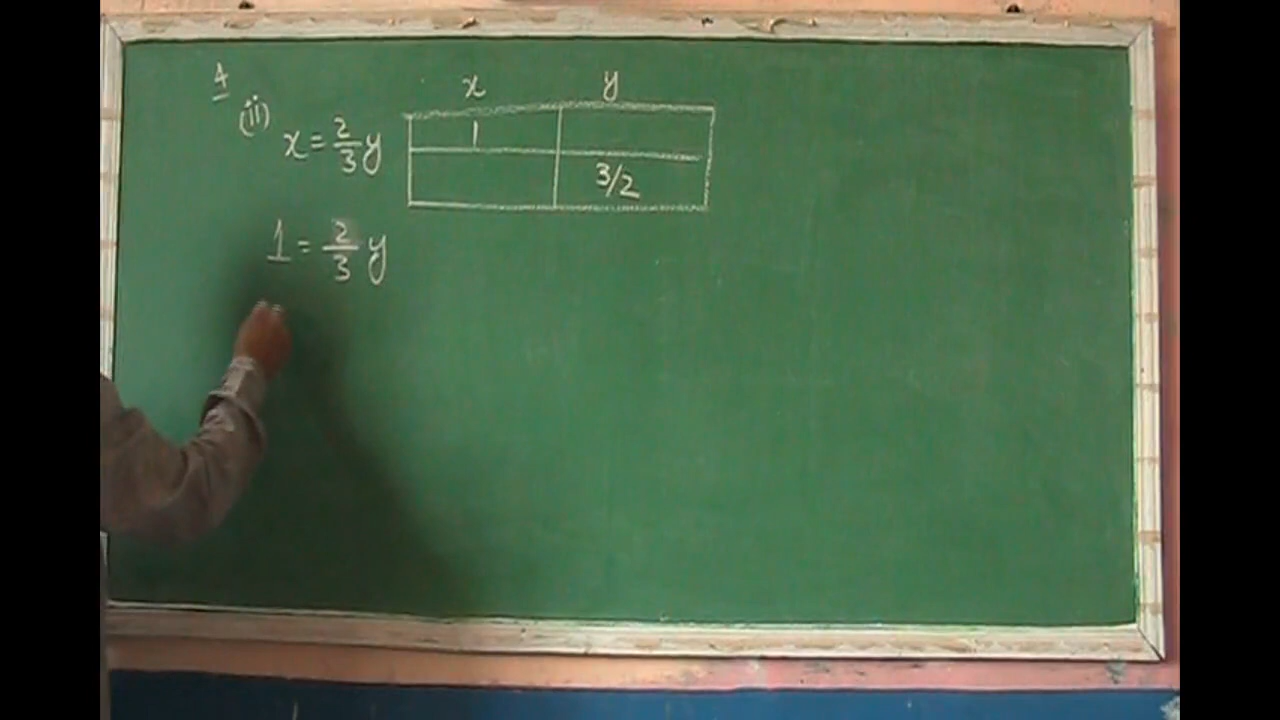 4
(ii)
x = 2/3 y
x y
1
3/2
1 = 2/3 y